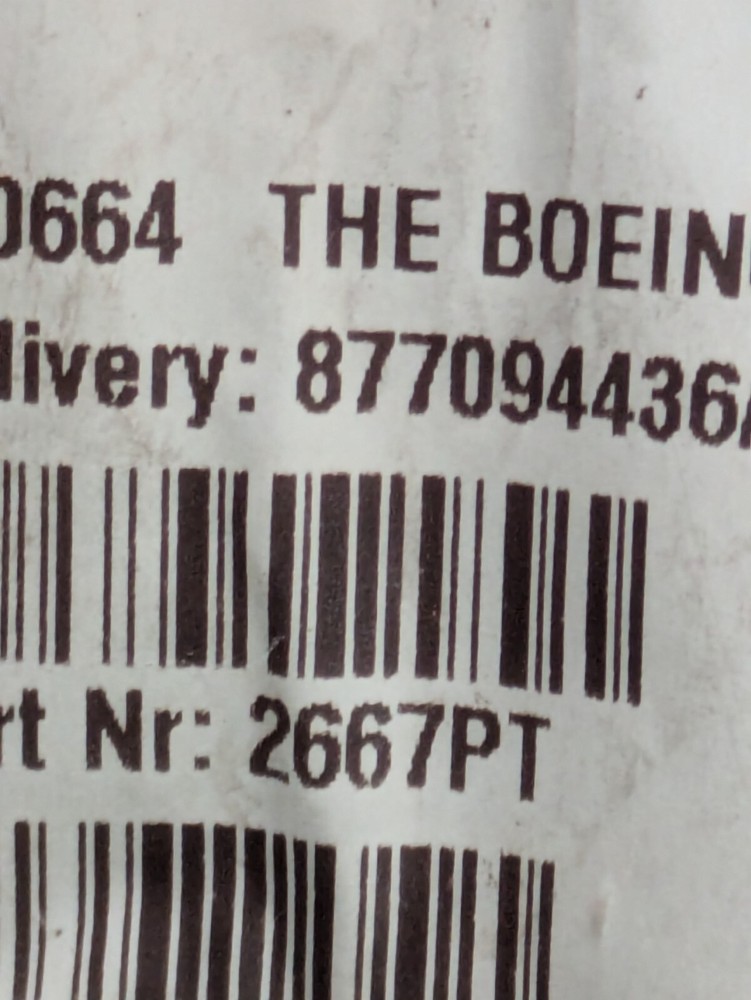 0664 THE BOEIN
livery: 877094436
rt Nr: 2667PT